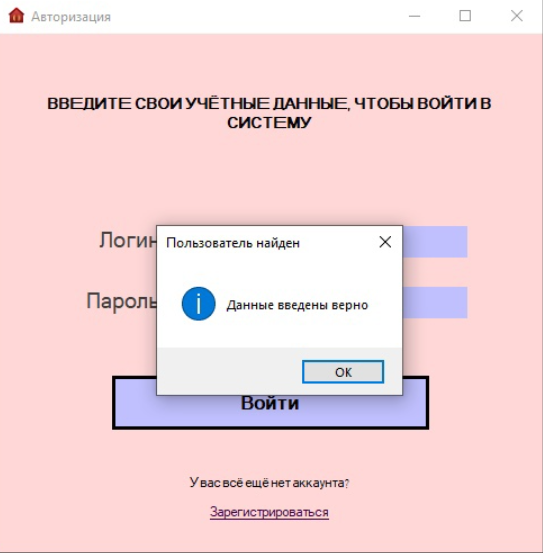 Авторизация
ВВЕДИТЕ СВОИ УЧЁТНЫЕ ДАННЫЕ, ЧТОБЫ ВОЙТИ В
СИСТЕМУ
Логин
Пользователь найден
Пароль
Данные введены верно
OK
Войти
У вас всё ещё нет аккаунта?
Зарегистрироваться